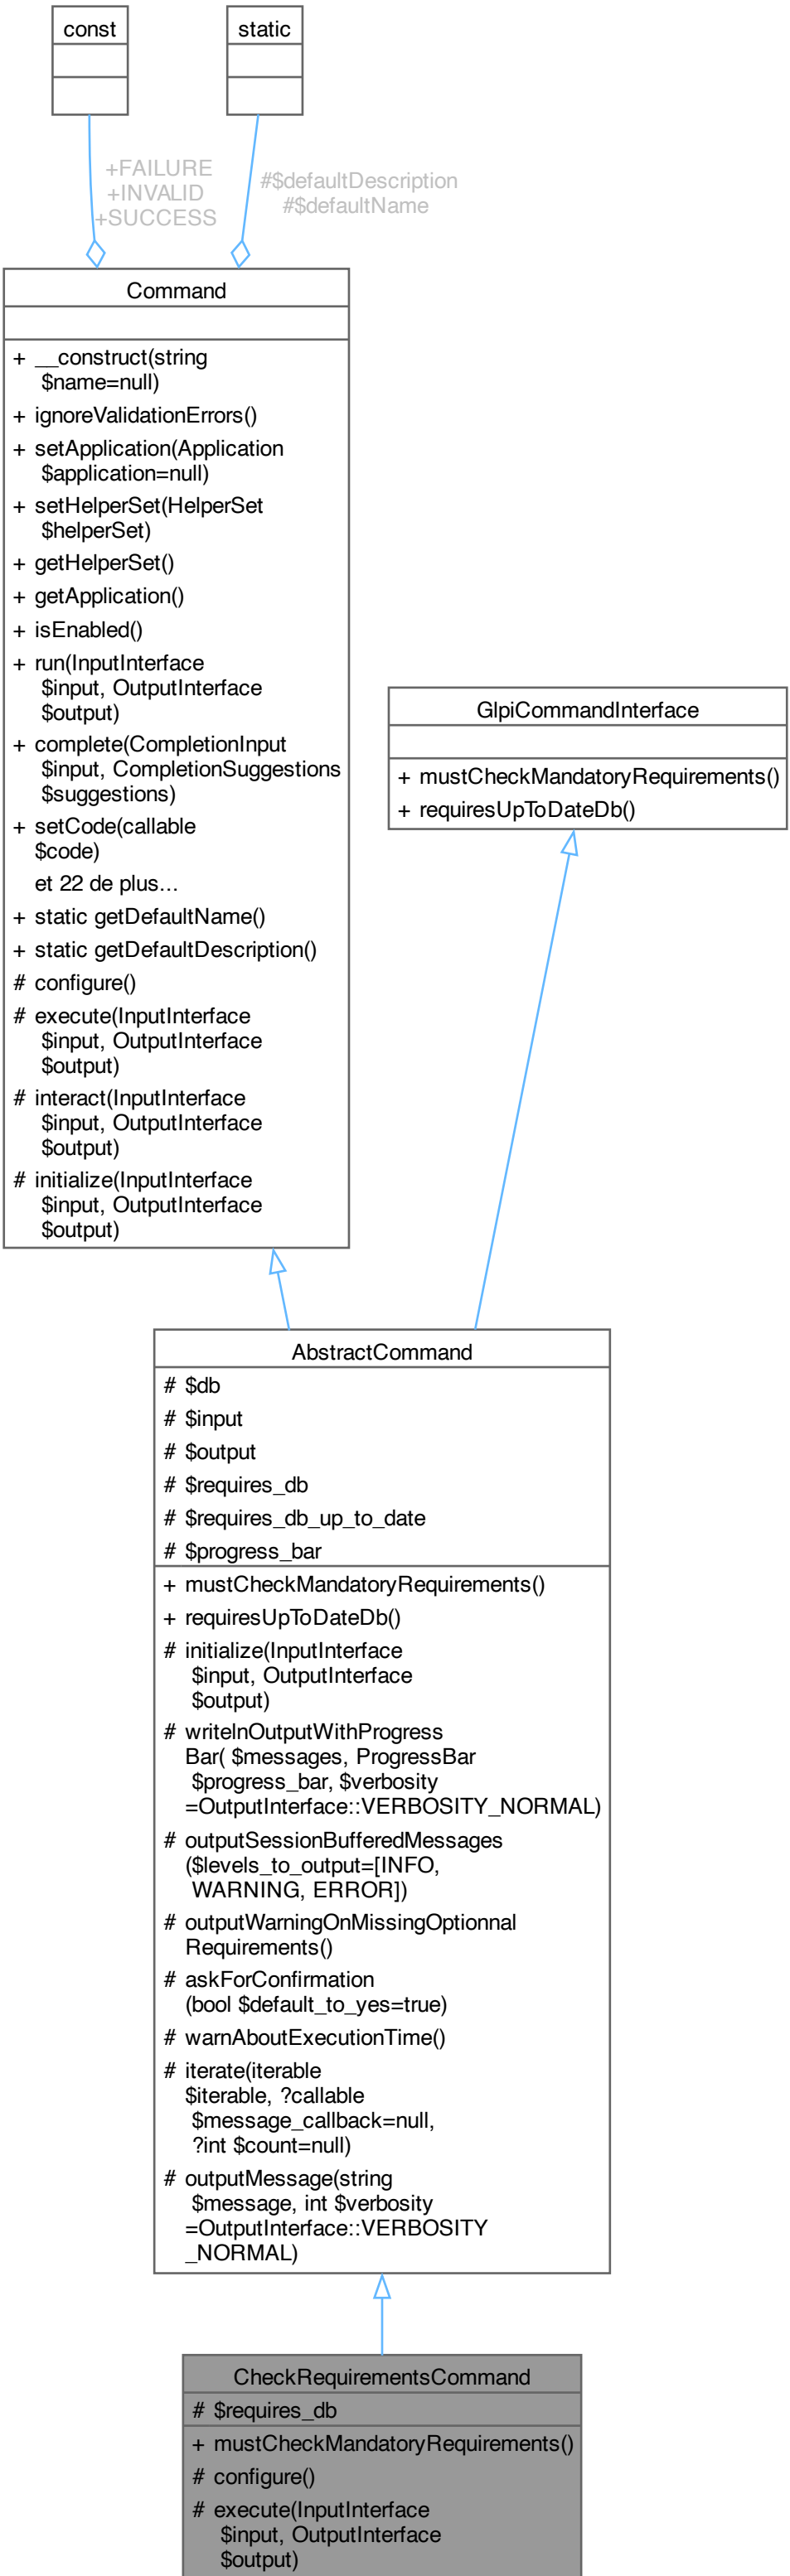 const
static
+FAILURE
+INVALID
+SUCCESS
#$defaultDescription
#$defaultName
Command
+ __construct(string
$name=null)
+ ignoreValidationErrors()
+ setApplication(Application
$application=null)
+ setHelperSet(HelperSet
$helperSet)
+ getHelperSet()
+ getApplication()
+ isEnabled()
+ run(InputInterface
$input, OutputInterface
$output)
+ complete(CompletionInput
$input, CompletionSuggestions
$suggestions)
+ setCode(callable
$code)
et 22 de plus...
+ static getDefaultName()
+ static getDefaultDescription()
# configure()
# execute(InputInterface
$input, OutputInterface
$output)
# interact(InputInterface
$input, OutputInterface
$output)
# initialize(InputInterface
$input, OutputInterface
$output)
GlpiCommandInterface
+ mustCheckMandatoryRequirements()
+ requiresUpToDateDb()
AbstractCommand
# $db
# $input
# $output
# $requires_db
# $requires_db_up_to_date
# $progress_bar
+ mustCheckMandatoryRequirements()
+ requiresUpToDateDb()
# initialize(InputInterface
$input, OutputInterface
$output)
# writelnOutputWithProgress
Bar( $messages, ProgressBar
$progress_bar, $verbosity
=OutputInterface::VERBOSITY_NORMAL)
# outputSessionBufferedMessages
($levels_to_output=[INFO,
WARNING, ERROR])
# outputWarningOnMissingOptionnal
Requirements()
# askForConfirmation
(bool $default_to_yes=true)
# warnAboutExecutionTime()
# iterate(iterable
$iterable, ?callable
$message_callback=null,
?int $count=null)
# outputMessage(string
$message, int $verbosity
=OutputInterface::VERBOSITY
_NORMAL)
CheckRequirementsCommand
# $requires_db
+ mustCheckMandatoryRequirements()
# configure()
# execute(InputInterface
$input, OutputInterface
$output)